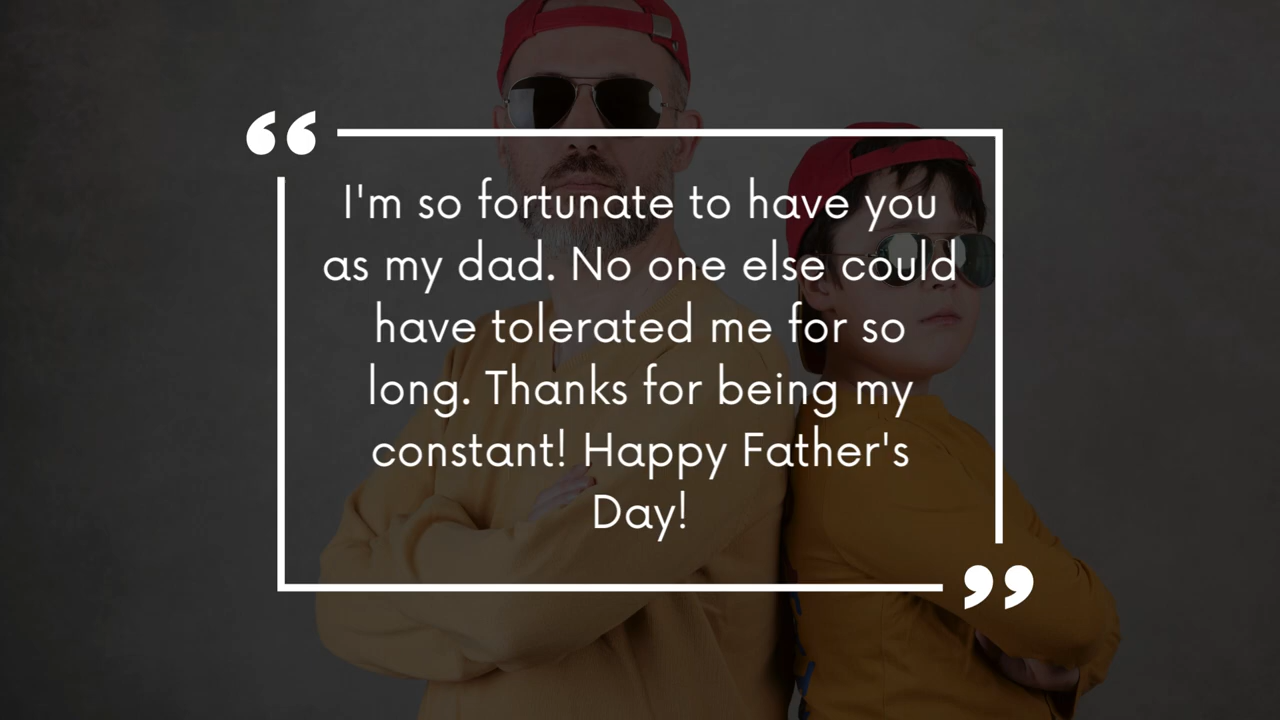 I'm so fortunate to have you
as my dad. No one else could
have tolerated me for so
long. Thanks for being my
constant! Happy Father's
Day!